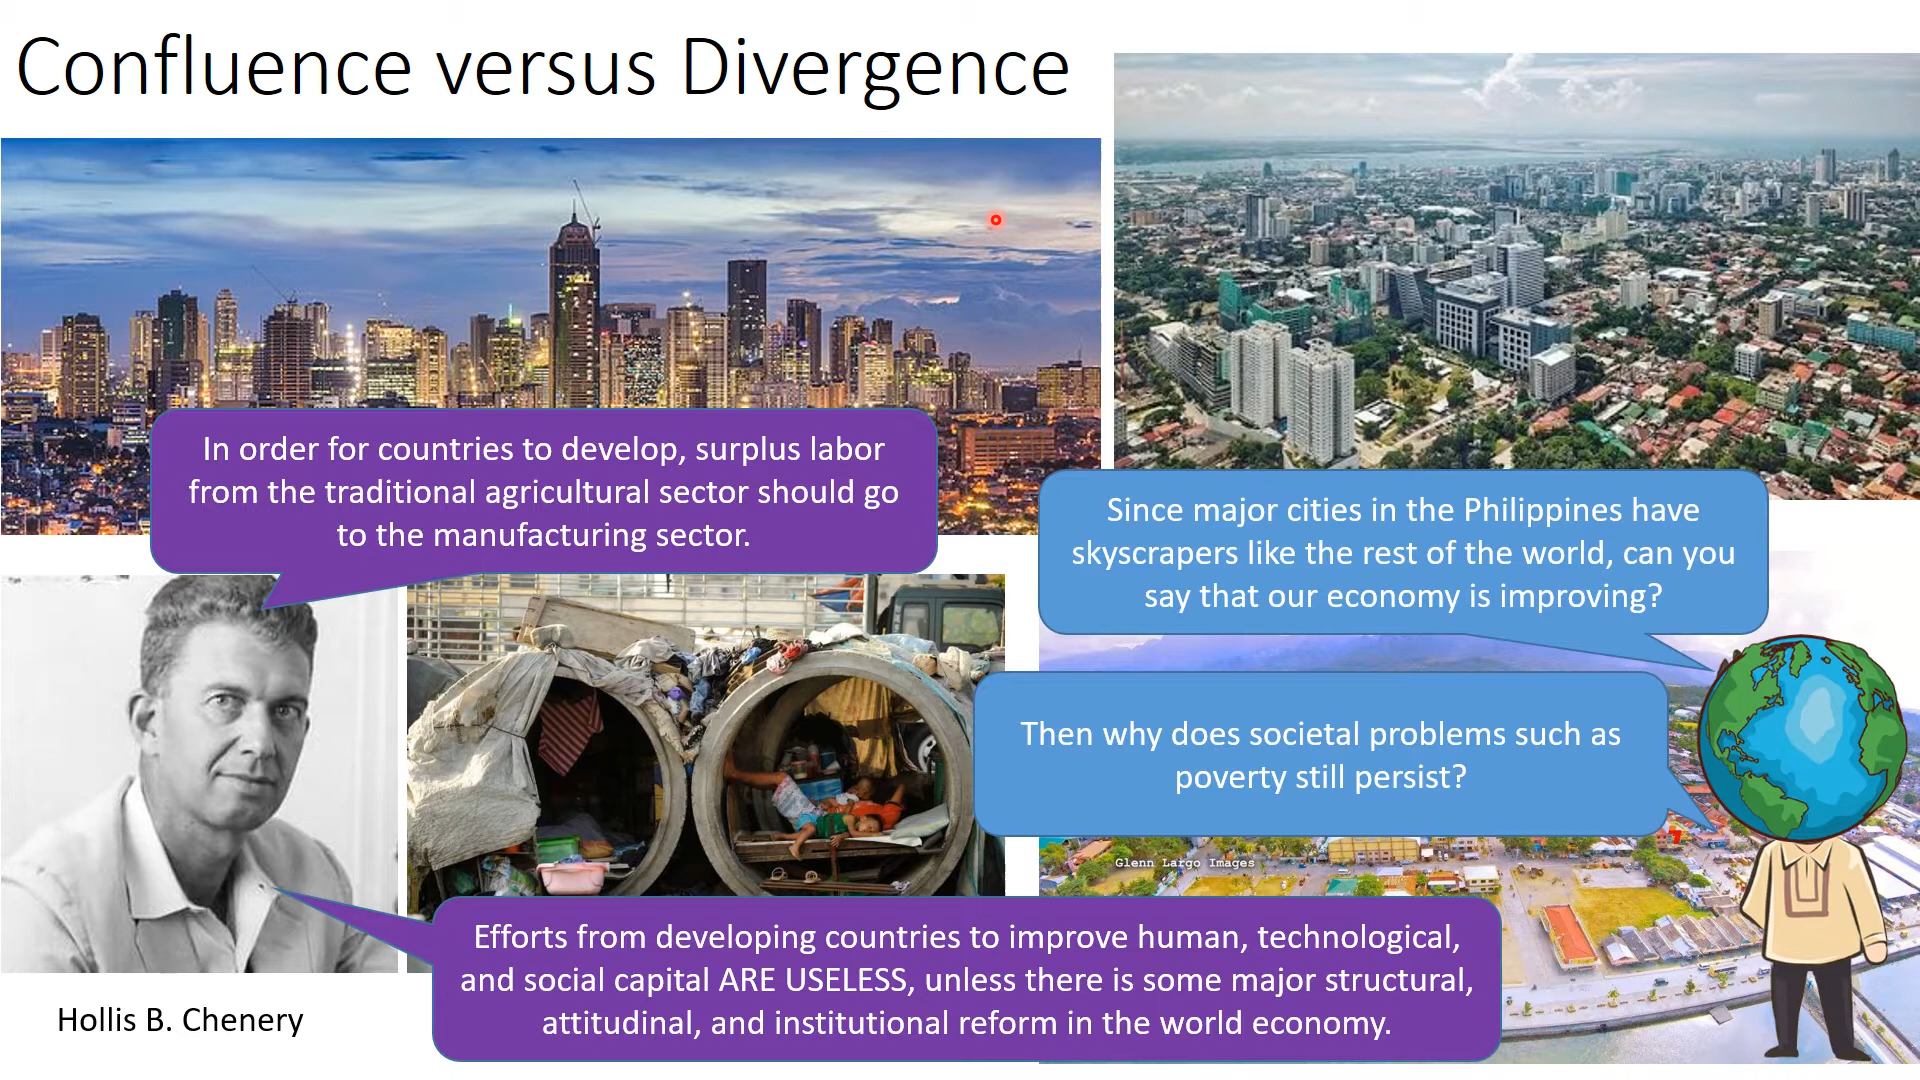 Confluence versus Divergence
In order for countries to develop, surplus labor
from the traditional agricultural sector should go
to the manufacturing sector.
Since major cities in the Philippines have
skyscrapers like the rest of the world, can you
say that our economy is improving?
Then why does societal problems such as
poverty still persist?
Glenn Largo Images
Efforts from developing countries to improve human, technological,
and social capital ARE USELESS, unless there is some major structural,
attitudinal, and institutional reform in the world economy.
Hollis B. Chenery